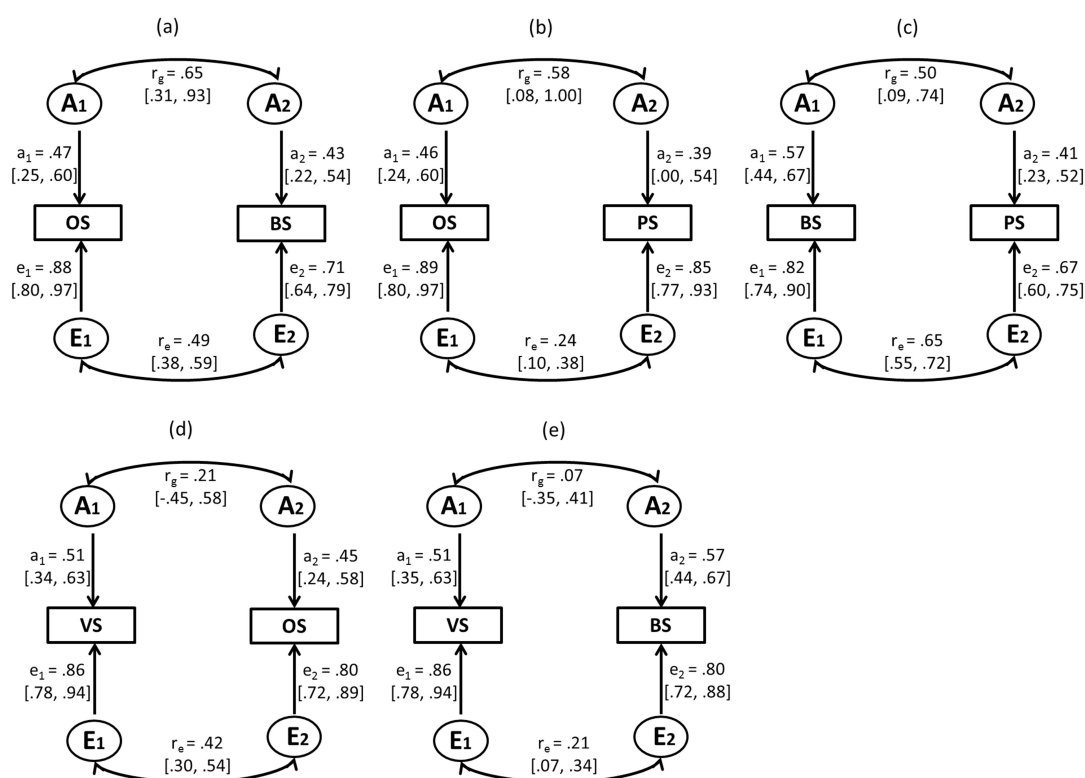 (a)
r_g = .65
[.31, .93]
A1
A2
a_1 = .47
[.25, .60]
a_2 = .43
[.22, .54]
OS
BS
e_1 = .88
[.80, .97]
e_2 = .71
[.64, .79]
E1
E2
r_e = .49
[.38, .59]
(b)
r_g = .58
[.08, 1.00]
A1
A2
a_1 = .46
[.24, .60]
a_2 = .39
[.00, .54]
OS
PS
e_1 = .89
[.80, .97]
e_2 = .85
[.77, .93]
E1
E2
r_e = .24
[.10, .38]
(c)
r_g = .50
[.09, .74]
A1
A2
a_1 = .57
[.44, .67]
a_2 = .41
[.23, .52]
BS
PS
e_1 = .82
[.74, .90]
e_2 = .67
[.60, .75]
E1
E2
r_e = .65
[.55, .72]
(d)
r_g = .21
[-.45, .58]
A1
A2
a_1 = .51
[.34, .63]
a_2 = .45
[.24, .58]
VS
OS
e_1 = .86
[.78, .94]
e_2 = .80
[.72, .89]
E1
E2
r_e = .42
[.30, .54]
(e)
r_g = .07
[-.35, .41]
A1
A2
a_1 = .51
[.35, .63]
a_2 = .57
[.44, .67]
VS
BS
e_1 = .86
[.78, .94]
e_2 = .80
[.72, .88]
E1
E2
r_e = .21
[.07, .34]